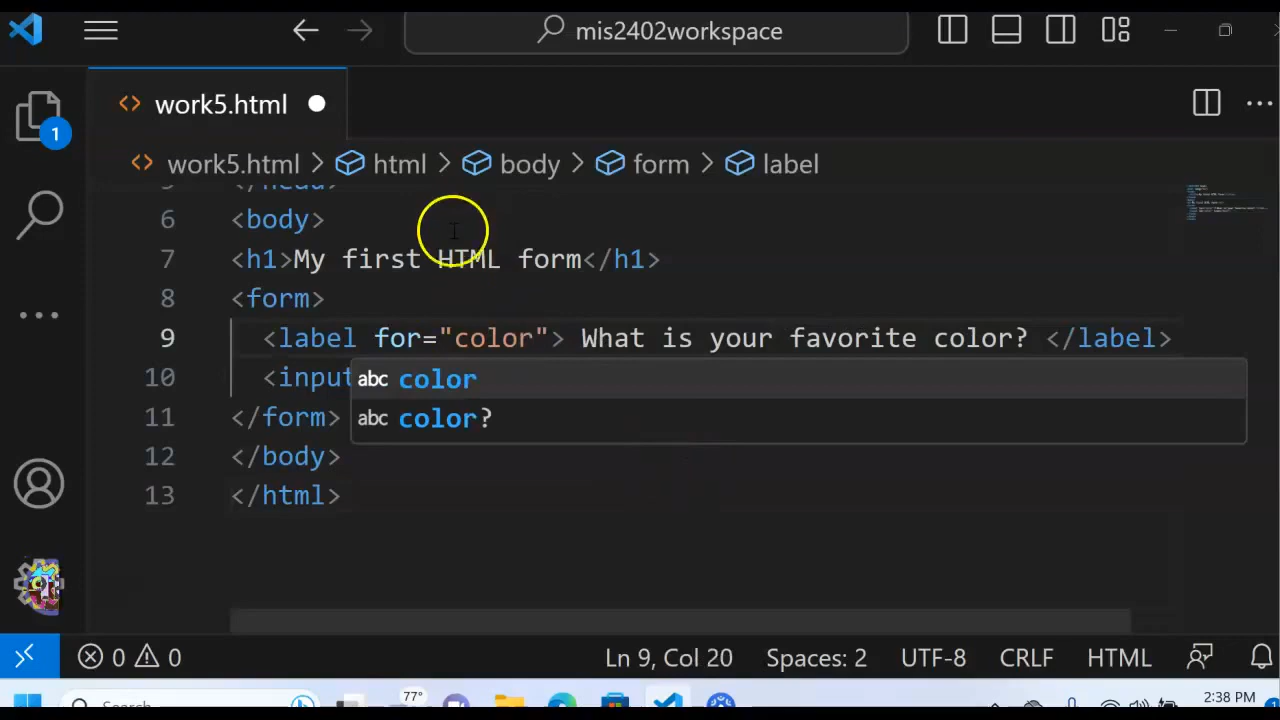 mis2402workspace
work5.html
1
work5.html > html > body > form > label
6 <body>
7 <h1>My first HTML form</h1>
8 <form>
9 <label for="color"> What is your favorite color? </label>
10 <input
abc color
abc color?
11 </form>
12 </body>
13 </html>
0 0 Ln 9, Col 20 Spaces: 2 UTF-8 CRLF HTML
Search 77° 2:38 PM